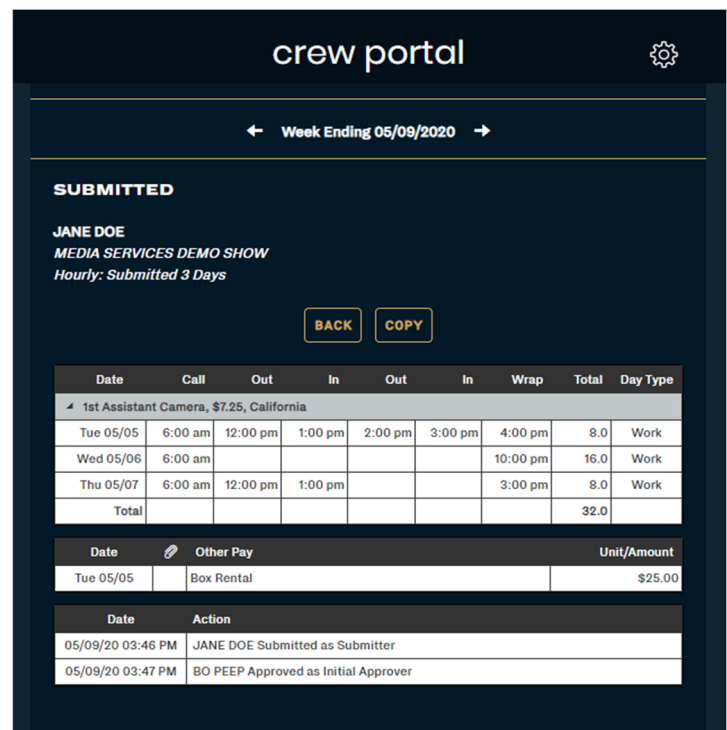 crew portal
Week Ending 05/09/2020
SUBMITTED
JANE DOE
MEDIA SERVICES DEMO SHOW
Hourly: Submitted 3 Days
BACK COPY
Date Call Out In Out In Wrap Total Day Type
1st Assistant Camera, $7.25, California
Tue 05/05 6:00 am 12:00 pm 1:00 pm 2:00 pm 3:00 pm 4:00 pm 8.0 Work
Wed 05/06 6:00 am 10:00 pm 16.0 Work
Thu 05/07 6:00 am 12:00 pm 1:00 pm 3:00 pm 8.0 Work
Total 32.0
Date Other Pay Unit/Amount
Tue 05/05 Box Rental $25.00
Date Action
05/09/20 03:46 PM JANE DOE Submitted as Submitter
05/09/20 03:47 PM BO PEEP Approved as Initial Approver